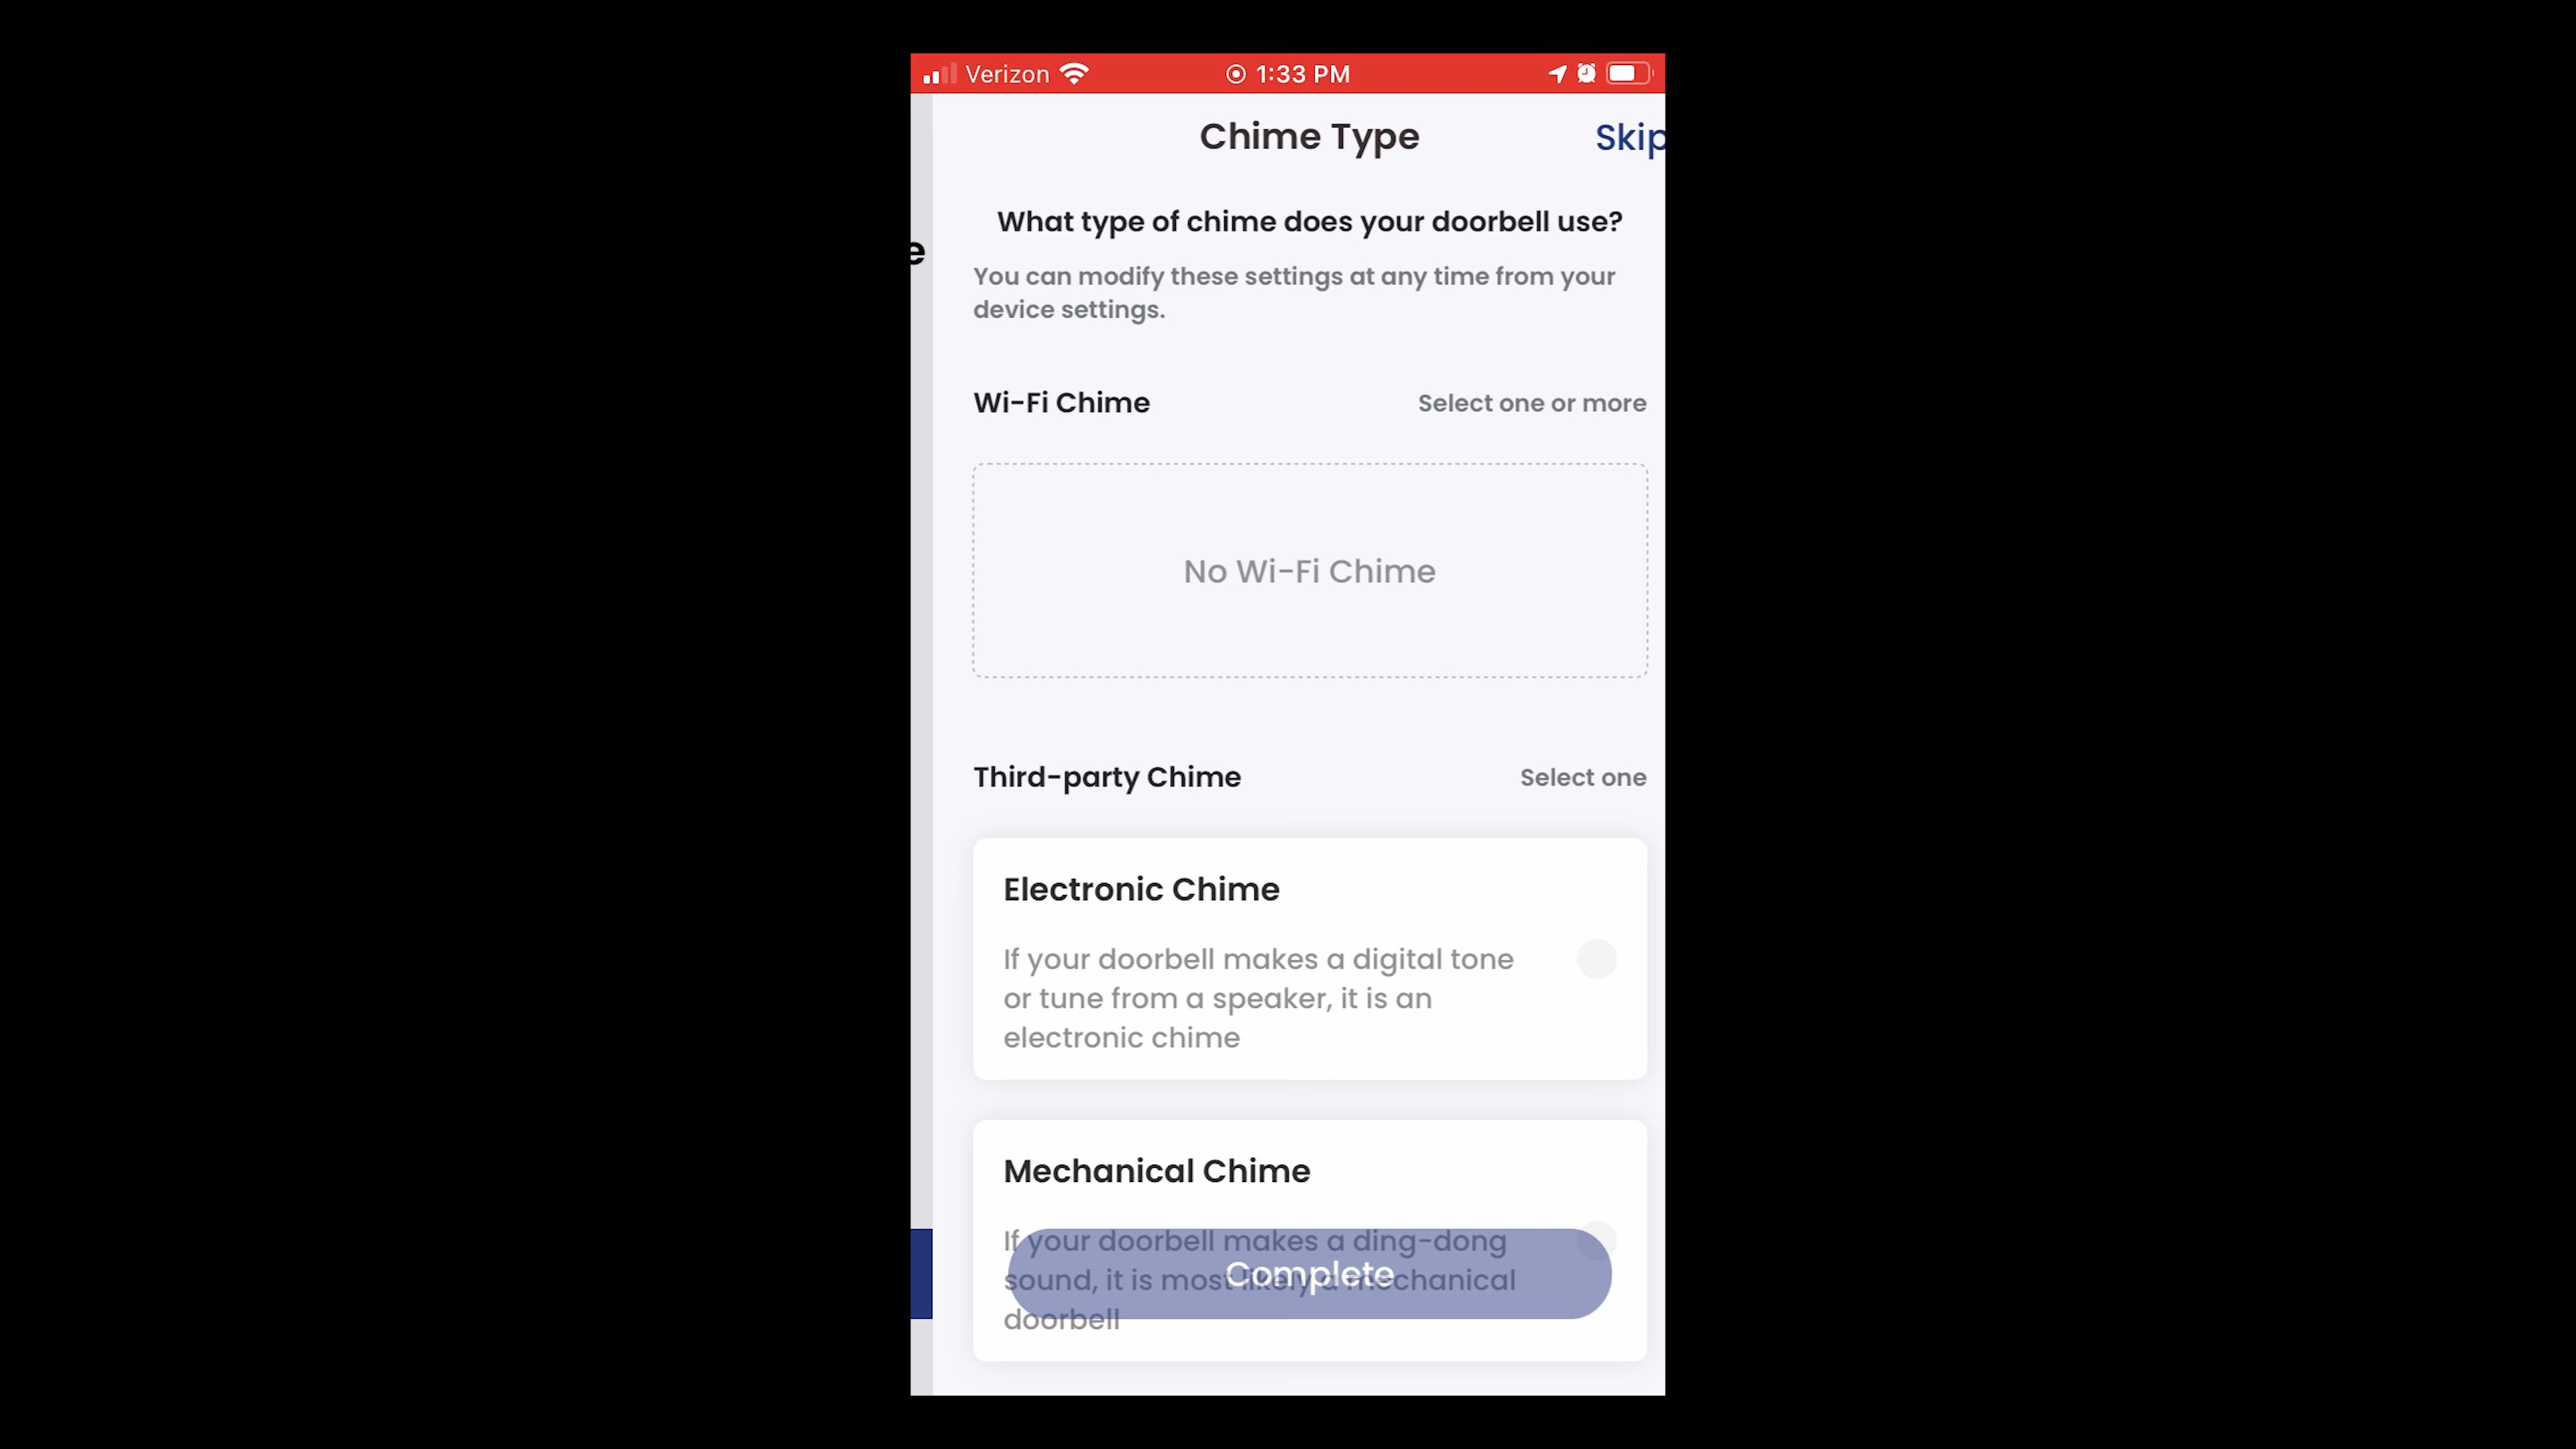 Verizon 1:33 PM
Chime Type Skip
e
What type of chime does your doorbell use?
You can modify these settings at any time from your
device settings.
Wi-Fi Chime Select one or more
No Wi-Fi Chime
Third-party Chime Select one
Electronic Chime
If your doorbell makes a digital tone
or tune from a speaker, it is an
electronic chime
Mechanical Chime
If your doorbell makes a ding-dong
sound, it is most likely a mechanical
doorbell
Complete